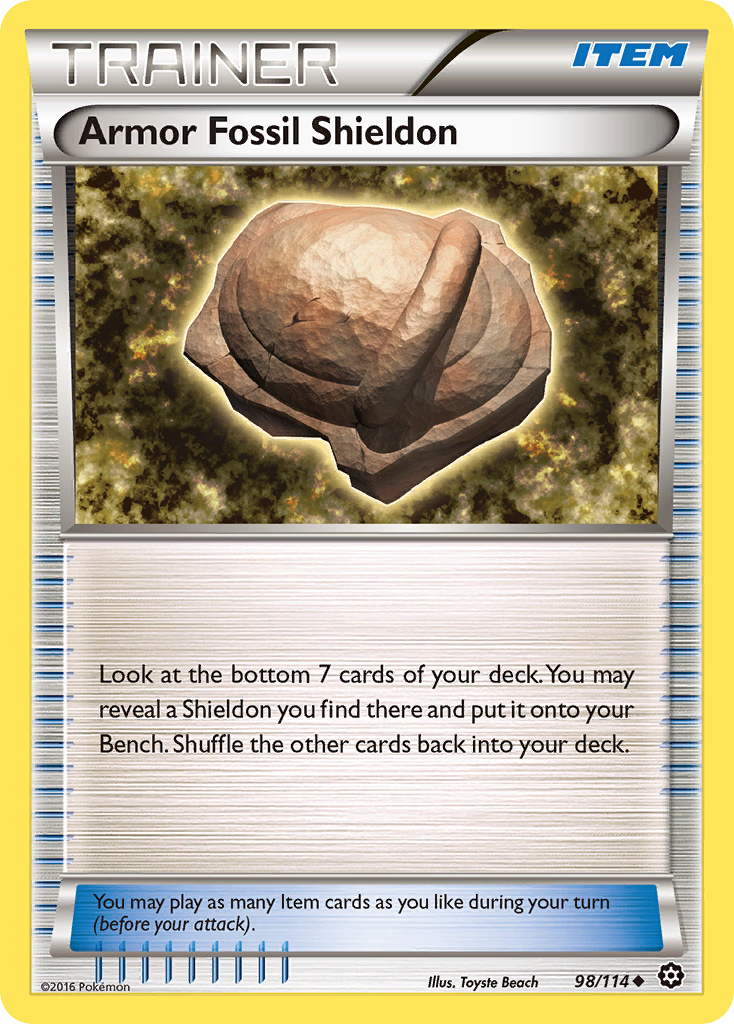 TRAINER
ITEM
Armor Fossil Shieldon
Look at the bottom 7 cards of your deck. You may
reveal a Shieldon you find there and put it onto your
Bench. Shuffle the other cards back into your deck.
You may play as many Item cards as you like during your turn
(before your attack).
©2016 Pokémon
Illus. Toyste Beach
98/114